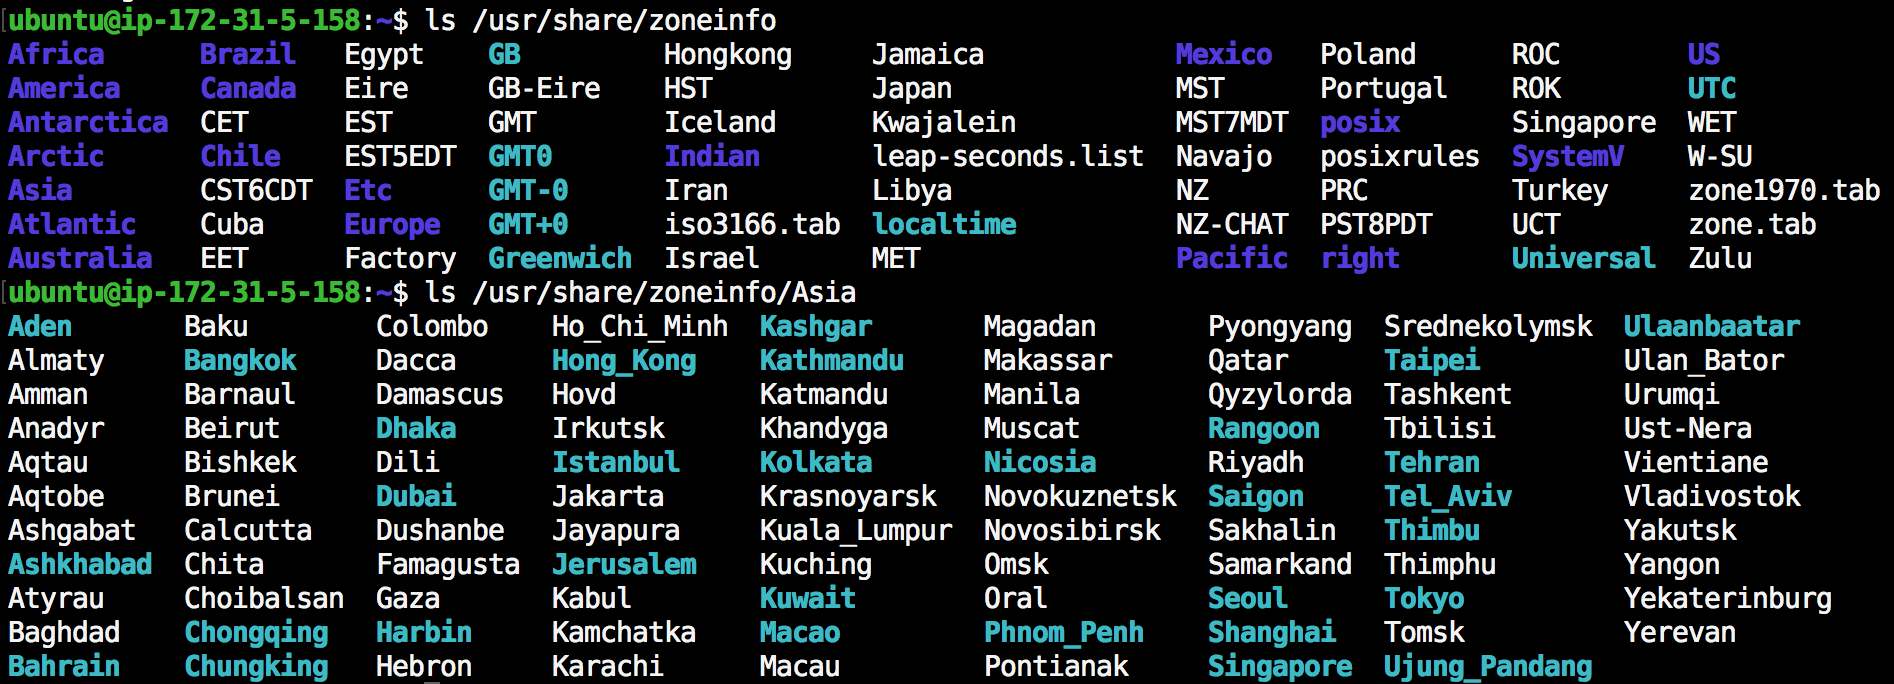 ubuntu@ip-172-31-5-158:~$ ls /usr/share/zoneinfo
Africa Brazil Egypt GB Hongkong Jamaica Mexico Poland ROC US
America Canada Eire GB-Eire HST Japan MST Portugal ROK UTC
Antarctica CET EST GMT Iceland Kwajalein MST7MDT posix Singapore WET
Arctic Chile EST5EDT GMT0 Indian leap-seconds.list Navajo posixrules SystemV W-SU
Asia CST6CDT Etc GMT-0 Iran Libya NZ PRC Turkey zone1970.tab
Atlantic Cuba Europe GMT+0 iso3166.tab localtime NZ-CHAT PST8PDT UCT zone.tab
Australia EET Factory Greenwich Israel MET Pacific right Universal Zulu
ubuntu@ip-172-31-5-158:~$ ls /usr/share/zoneinfo/Asia
Aden Baku Colombo Ho_Chi_Minh Kashgar Magadan Pyongyang Srednekolymsk Ulaanbaatar
Almaty Bangkok Dacca Hong_Kong Kathmandu Makassar Qatar Taipei Ulan_Bator
Amman Barnaul Damascus Hovd Katmandu Manila Qyzylorda Tashkent Urumqi
Anadyr Beirut Dhaka Irkutsk Khandyga Muscat Rangoon Tbilisi Ust-Nera
Aqtau Bishkek Dili Istanbul Kolkata Nicosia Riyadh Tehran Vientiane
Aqtobe Brunei Dubai Jakarta Krasnoyarsk Novokuznetsk Saigon Tel_Aviv Vladivostok
Ashgabat Calcutta Dushanbe Jayapura Kuala_Lumpur Novosibirsk Sakhalin Thimbu Yakutsk
Ashkhabad Chita Famagusta Jerusalem Kuching Omsk Samarkand Thimphu Yangon
Atyrau Choibalsan Gaza Kabul Kuwait Oral Seoul Tokyo Yekaterinburg
Baghdad Chongqing Harbin Kamchatka Macao Phnom_Penh Shanghai Tomsk Yerevan
Bahrain Chungking Hebron Karachi Macau Pontianak Singapore Ujung_Pandang